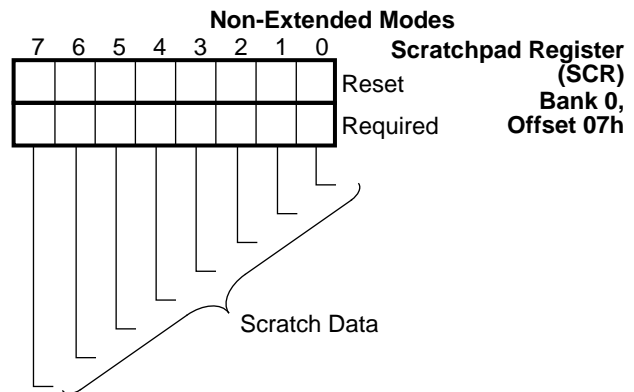 Non-Extended Modes
7 6 5 4 3 2 1 0
Scratchpad Register
(SCR)
Bank 0,
Offset 07h
Reset
Required
Scratch Data